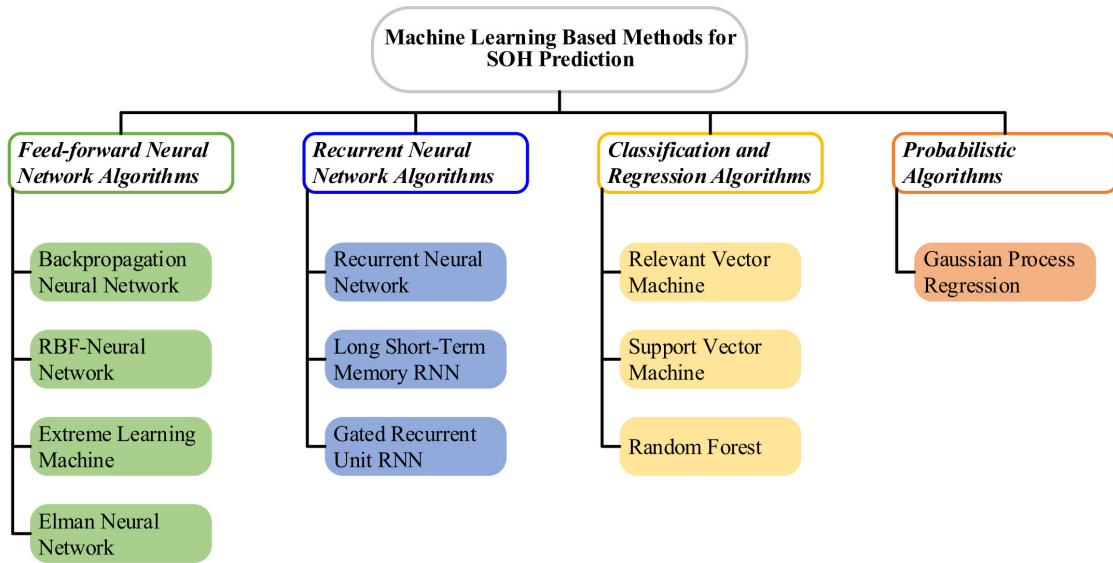 Machine Learning Based Methods for
SOH Prediction
Feed-forward Neural
Network Algorithms
Recurrent Neural
Network Algorithms
Classification and
Regression Algorithms
Probabilistic
Algorithms
Backpropagation
Neural Network
RBF-Neural
Network
Extreme Learning
Machine
Elman Neural
Network
Recurrent Neural
Network
Long Short-Term
Memory RNN
Gated Recurrent
Unit RNN
Relevant Vector
Machine
Support Vector
Machine
Random Forest
Gaussian Process
Regression